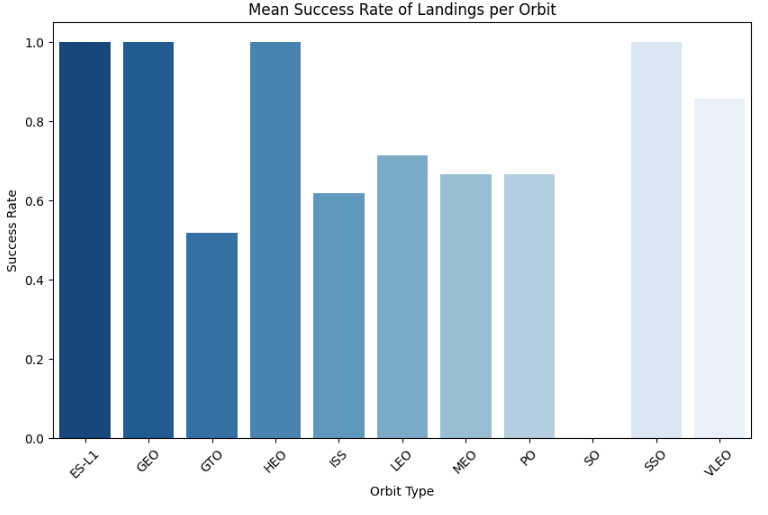 Mean Success Rate of Landings per Orbit
Success Rate
1.0
0.8
0.6
0.4
0.2
0.0
ES-L1
GEO
GTO
HEO
ISS
LEO
MEO
PO
SO
SSO
VLEO
Orbit Type